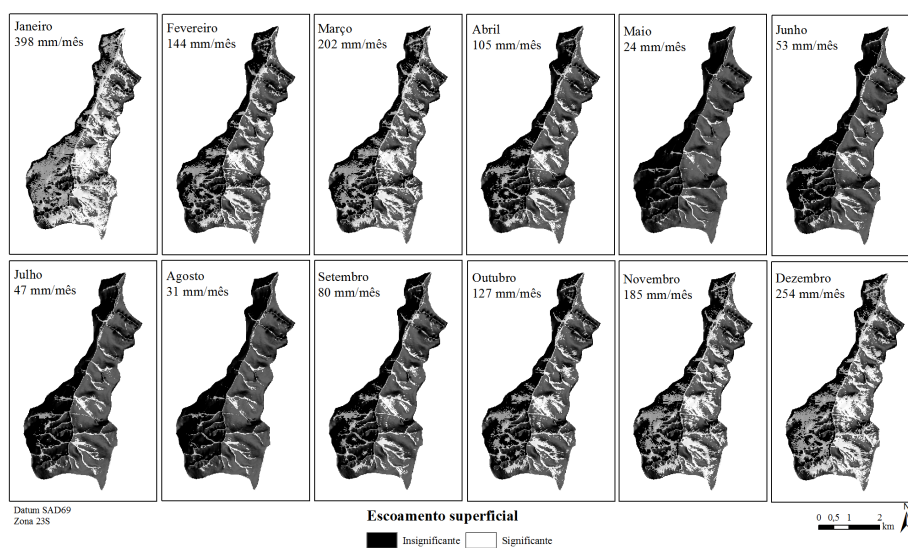 Janeiro
398 mm/mês
Fevereiro
144 mm/mês
Março
202 mm/mês
Abril
105 mm/mês
Maio
24 mm/mês
Junho
53 mm/mês
Julho
47 mm/mês
Agosto
31 mm/mês
Setembro
80 mm/mês
Outubro
127 mm/mês
Novembro
185 mm/mês
Dezembro
254 mm/mês
Datum SAD69
Zona 23S
Escoamento superficial
Insignificante
Significante
0 0,5 1 2
km
N